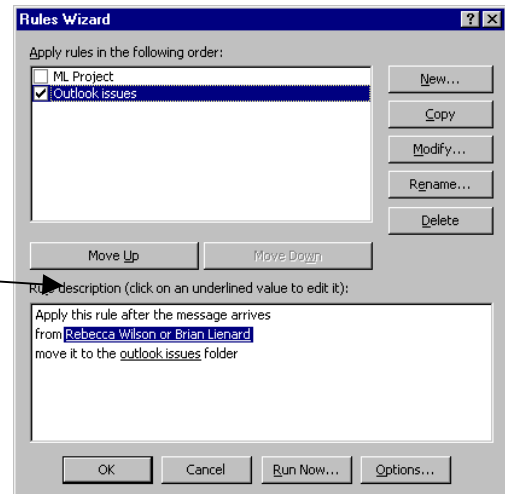 Rules Wizard
Apply rules in the following order:
ML Project
Outlook issues
New...
Copy
Modify...
Rename...
Delete
Move Up
Move Down
Rule description (click on an underlined value to edit it):
Apply this rule after the message arrives
from Rebecca Wilson or Brian Lienard
move it to the outlook issues folder
OK
Cancel
Run Now...
Options...